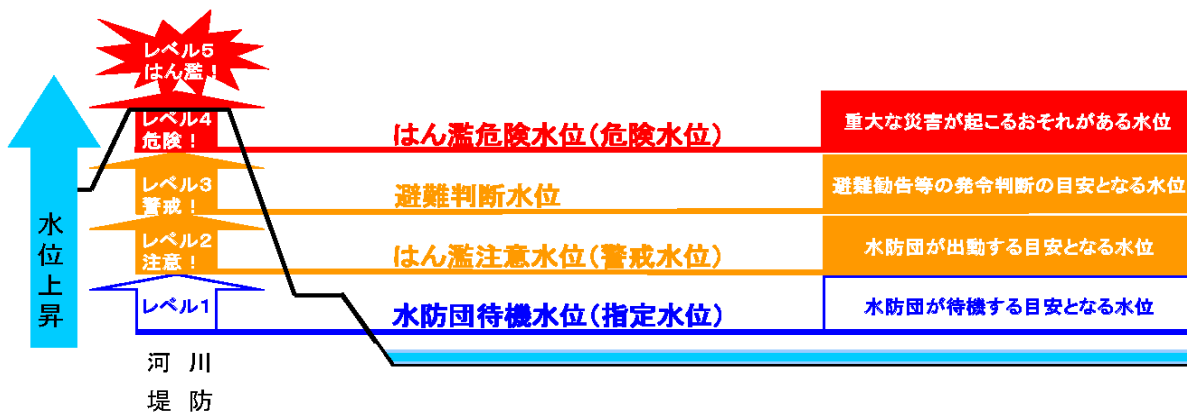 レベル5
はん濫！
レベル4
危険！
はん濫危険水位(危険水位)
重大な災害が起こるおそれがある水位
レベル3
警戒！
避難判断水位
避難勧告等の発令判断の目安となる水位
レベル2
注意！
はん濫注意水位(警戒水位)
水防団が出動する目安となる水位
レベル1
水防団待機水位(指定水位)
水防団が待機する目安となる水位
水位上昇
河川
堤防